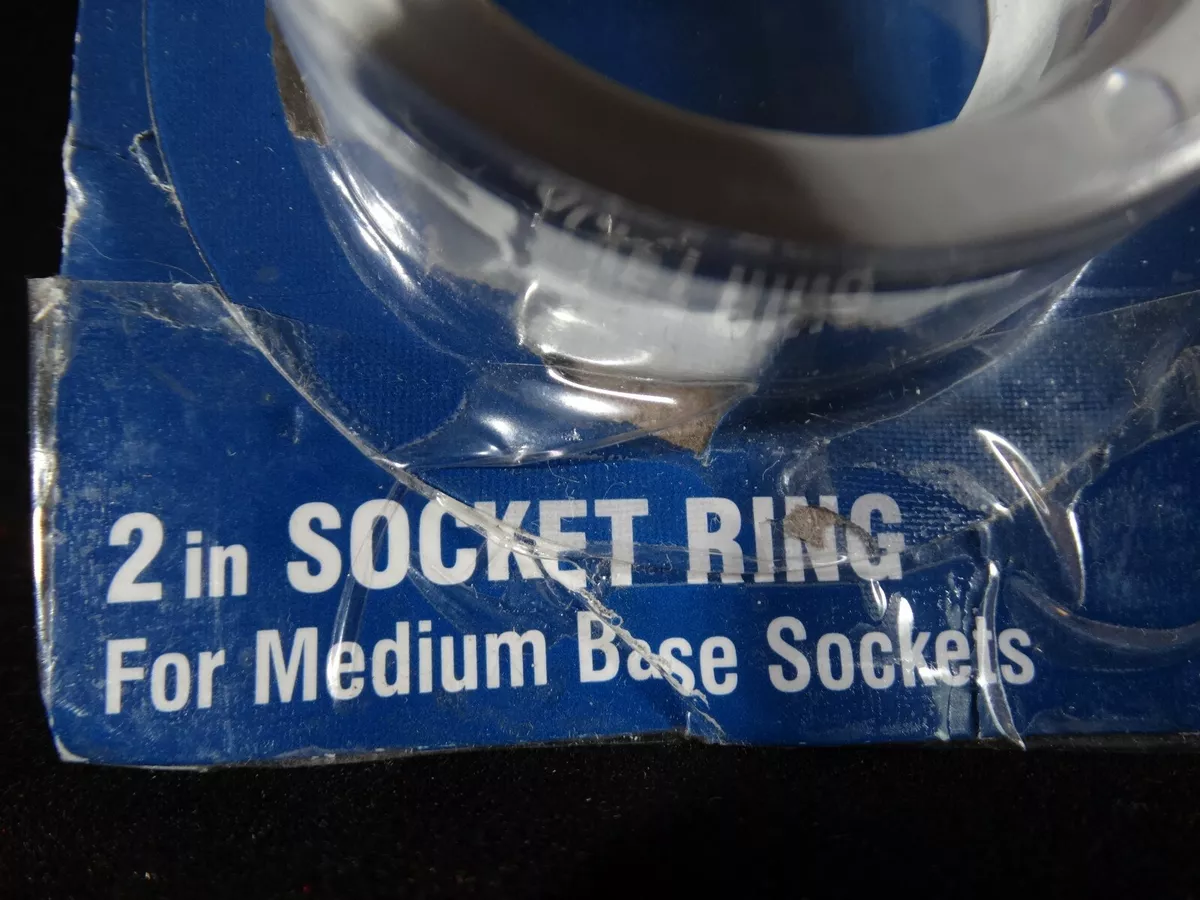 2 in SOCKET RING
For Medium Base Sockets